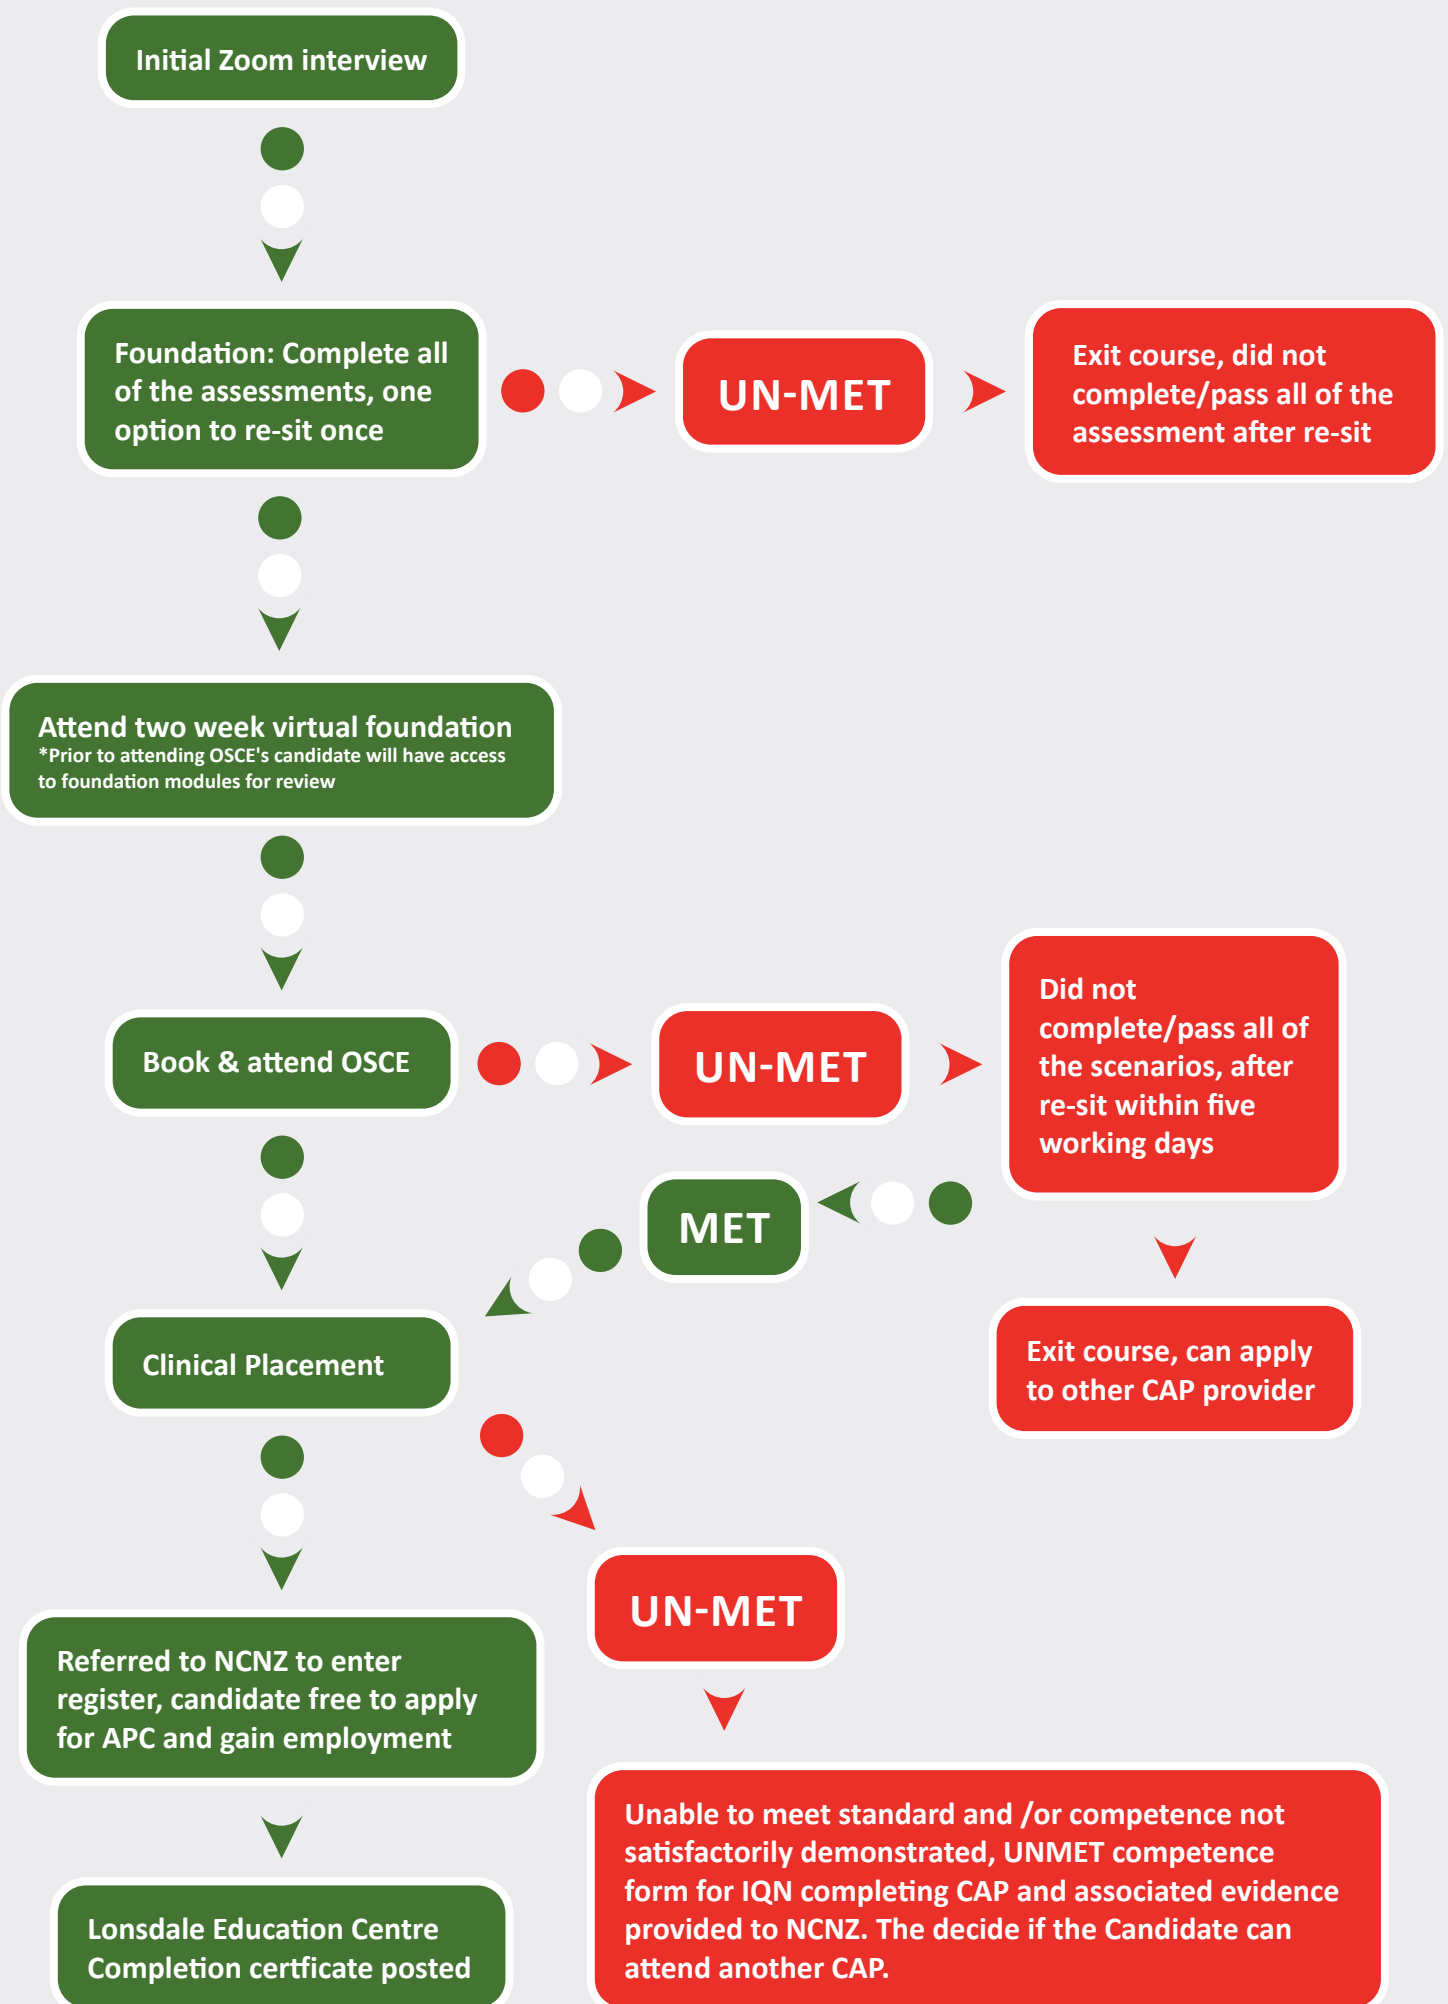 Initial Zoom interview
Foundation: Complete all
of the assessments, one
option to re-sit once
UN-MET
Exit course, did not
complete/pass all of the
assessment after re-sit
Attend two week virtual foundation
*Prior to attending OSCE's candidate will have access
to foundation modules for review
Book & attend OSCE
UN-MET
Did not
complete/pass all of
the scenarios, after
re-sit within five
working days
MET
Clinical Placement
Exit course, can apply
to other CAP provider
UN-MET
Referred to NCNZ to enter
register, candidate free to apply
for APC and gain employment
Unable to meet standard and /or competence not
satisfactorily demonstrated, UNMET competence
form for IQN completing CAP and associated evidence
provided to NCNZ. The decide if the Candidate can
attend another CAP.
Lonsdale Education Centre
Completion certficate posted